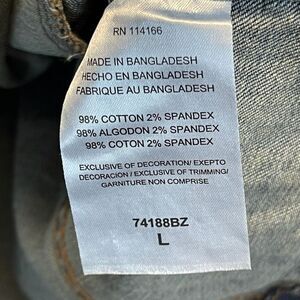 RN 114166
MADE IN BANGLADESH
HECHO EN BANGLADESH
FABRIQUE AU BANGLADESH
98% COTTON 2% SPANDEX
98% ALGODON 2% SPANDEX
98% COTON 2% SPANDEX
EXCLUSIVE OF DECORATION/ EXEPTO
DECORACION / EXCLUSIVE OF TRIMMING/
GARNITURE NON COMPRISE
74188BZ
L